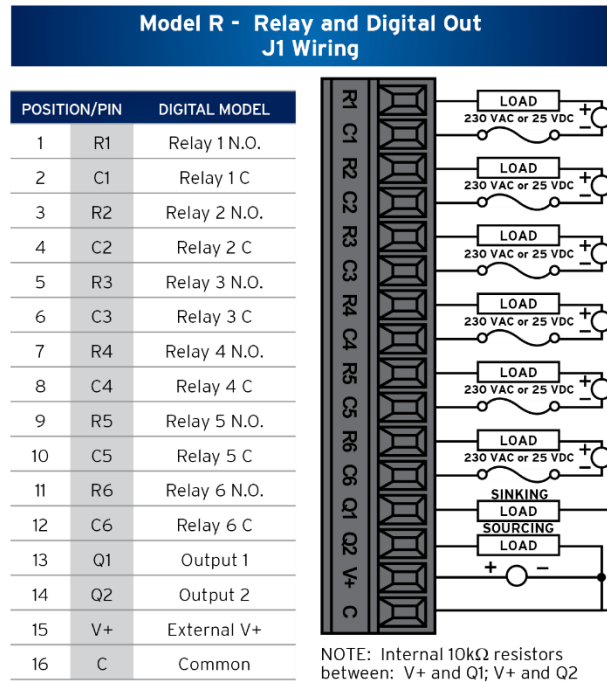 Model R - Relay and Digital Out
J1 Wiring
POSITION/PIN DIGITAL MODEL
1 R1 Relay 1 N.O.
2 C1 Relay 1 C
3 R2 Relay 2 N.O.
4 C2 Relay 2 C
5 R3 Relay 3 N.O.
6 C3 Relay 3 C
7 R4 Relay 4 N.O.
8 C4 Relay 4 C
9 R5 Relay 5 N.O.
10 C5 Relay 5 C
11 R6 Relay 6 N.O.
12 C6 Relay 6 C
13 Q1 Output 1
14 Q2 Output 2
15 V+ External V+
16 C Common
R1
C1
R2
C2
R3
C3
R4
C4
R5
C5
R6
C6
Q1
Q2
V+
C
LOAD
230 VAC or 25 VDC + −
LOAD
230 VAC or 25 VDC + −
LOAD
230 VAC or 25 VDC + −
LOAD
230 VAC or 25 VDC + −
LOAD
230 VAC or 25 VDC + −
LOAD
230 VAC or 25 VDC + −
SINKING
LOAD
SOURCING
LOAD
+ −
NOTE: Internal 10kΩ resistors
between: V+ and Q1; V+ and Q2